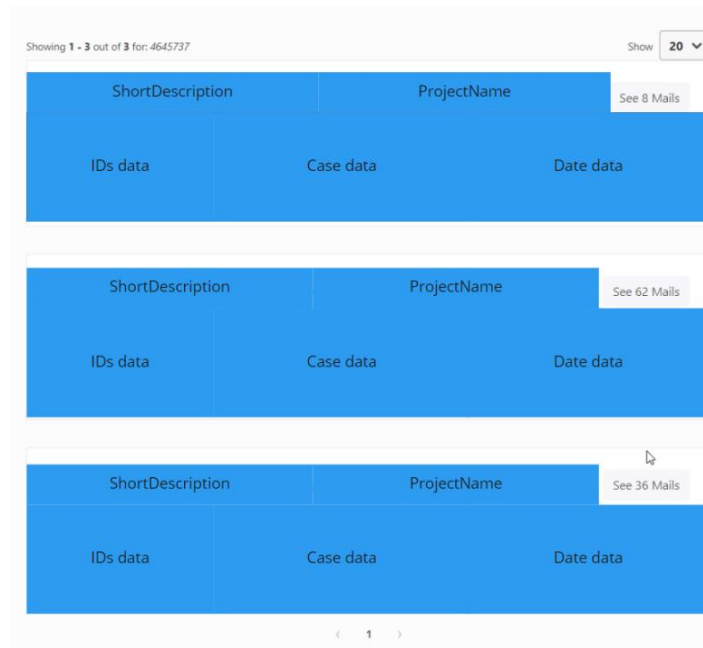 Showing 1 - 3 out of 3 for: 4645737 Show 20
ShortDescription ProjectName See 8 Mails
IDs data Case data Date data
ShortDescription ProjectName See 62 Mails
IDs data Case data Date data
ShortDescription ProjectName See 36 Mails
IDs data Case data Date data
1